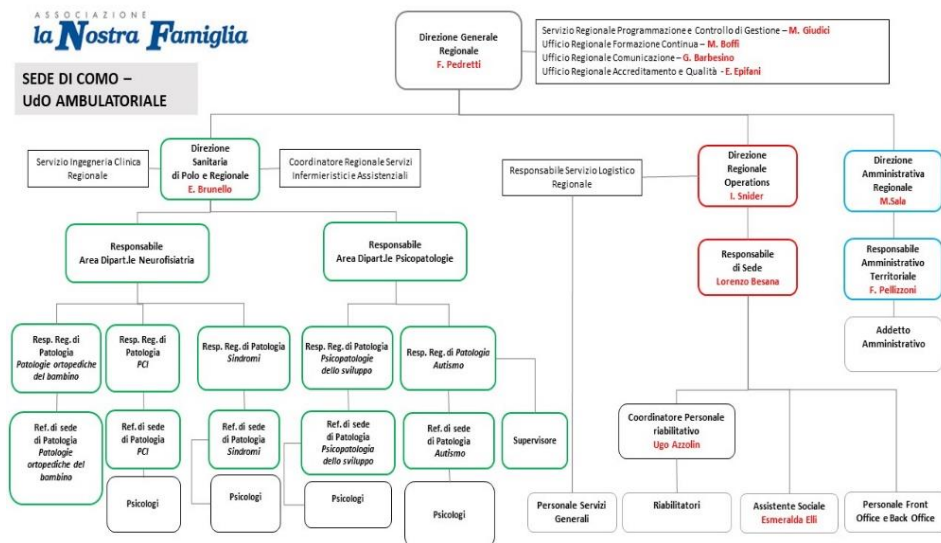 ASSOCIAZIONE
la Nostra Famiglia
SEDE DI COMO –
UdO AMBULATORIALE
Direzione Generale
Regionale
F. Pedretti
Servizio Regionale Programmazione e Controllo di Gestione – M. Giudici
Ufficio Regionale Formazione Continua – M. Boffi
Ufficio Regionale Comunicazione – G. Barbesino
Ufficio Regionale Accreditamento e Qualità - E. Epifani
Servizio Ingegneria Clinica
Regionale
Direzione
Sanitaria
di Polo e Regionale
E. Brunello
Coordinatore Regionale Servizi
Infermieristici e Assistenziali
Responsabile Servizio Logistico
Regionale
Direzione
Regionale
Operations
I. Snider
Direzione
Amministrativa
Regionale
M.Sala
Responsabile
Area Dipart.le Neurofisiatria
Responsabile
Area Dipart.le Psicopatologie
Responsabile
di Sede
Lorenzo Besana
Responsabile
Amministrativo
Territoriale
F. Pellizzoni
Resp. Reg. di
Patologia
Patologie ortopediche
del bambino
Resp. Reg. di
Patologia
PCI
Resp. Reg. di Patologia
Sindromi
Resp. Reg. di Patologia
Psicopatologie
dello sviluppo
Resp. Reg. di Patologia
Autismo
Addetto
Amministrativo
Ref. di sede
di Patologia
Patologie
ortopediche del
bambino
Ref. di sede
di Patologia
PCI
Ref. di sede
di Patologia
Sindromi
Ref. di sede
di Patologia
Psicopatologia
dello sviluppo
Ref. di sede
di Patologia
Autismo
Supervisore
Coordinatore Personale
riabilitativo
Ugo Azzolin
Psicologi
Psicologi
Psicologi
Psicologi
Personale Servizi
Generali
Riabilitatori
Assistente Sociale
Esmeralda Elli
Personale Front
Office e Back Office